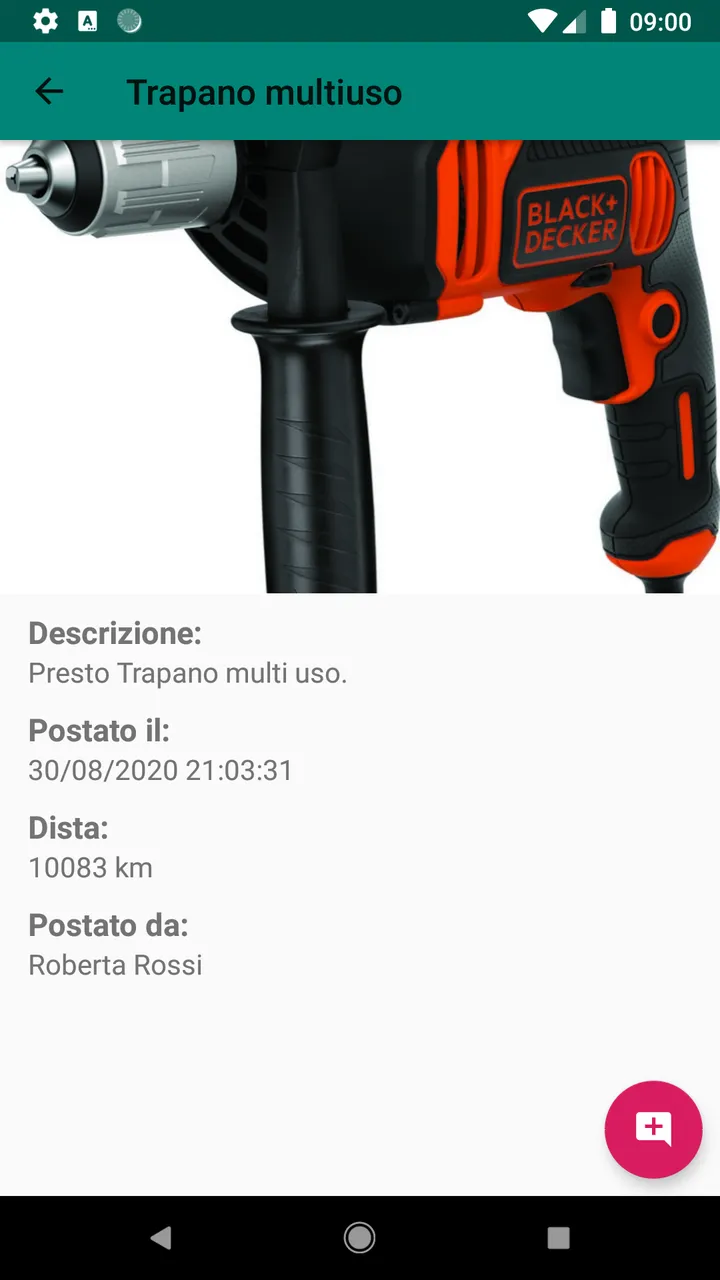 09:00
Trapano multiuso
BLACK+
DECKER
Descrizione:
Presto Trapano multi uso.
Postato il:
30/08/2020 21:03:31
Dista:
10083 km
Postato da:
Roberta Rossi